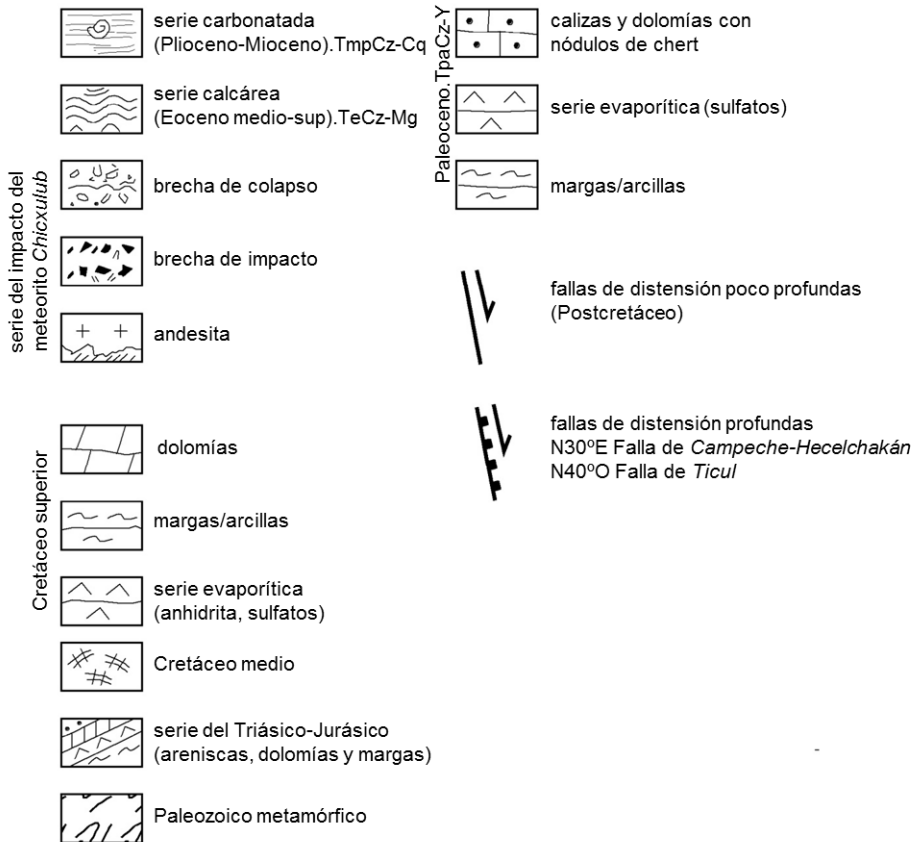 serie carbonatada
(Plioceno-Mioceno).TmpCz-Cq
serie calcárea
(Eoceno medio-sup).TeCz-Mg
serie del impacto del
meteorito Chicxulub
brecha de colapso
brecha de impacto
andesita
Cretáceo superior
dolomías
margas/arcillas
serie evaporítica
(anhidrita, sulfatos)
Cretáceo medio
serie del Triásico-Jurásico
(areniscas, dolomías y margas)
Paleozoico metamórfico
Paleoceno.TpaCz-Y
calizas y dolomías con
nódulos de chert
serie evaporítica (sulfatos)
margas/arcillas
fallas de distensión poco profundas
(Postcretáceo)
fallas de distensión profundas
N30ºE Falla de Campeche-Hecelchakán
N40ºO Falla de Ticul